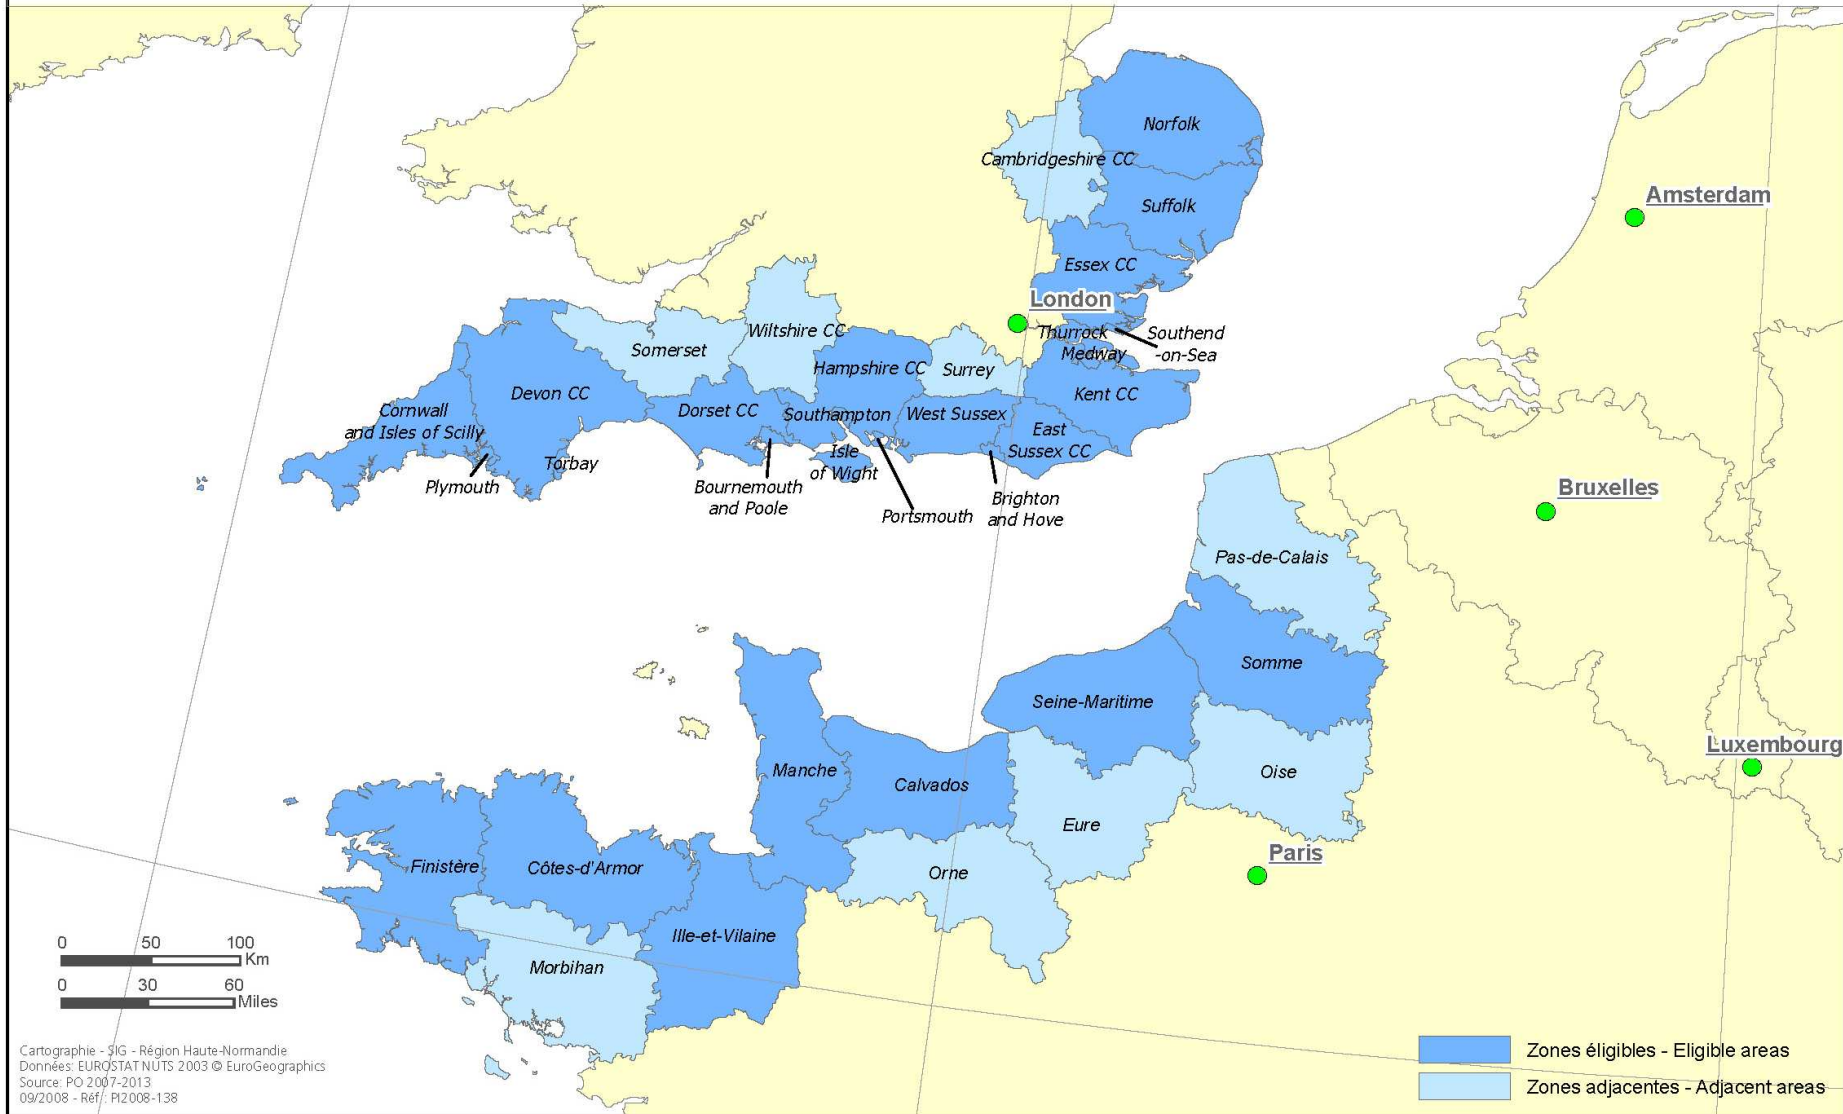 Norfolk
Cambridgeshire CC
Amsterdam
Suffolk
Essex CC
London
Wiltshire CC
Thurrock
Southend
-on-Sea
Somerset
Medway
Hampshire CC
Surrey
Devon CC
Kent CC
Cornwall
and Isles of Scilly
Dorset CC
Southampton
West Sussex
East
Sussex CC
Torbay
Isle
of Wight
Plymouth
Bournemouth
and Poole
Portsmouth
Brighton
and Hove
Bruxelles
Pas-de-Calais
Somme
Seine-Maritime
Luxembourg
Manche
Calvados
Oise
Eure
Paris
Finistère
Côtes-d'Armor
Orne
Ille-et-Vilaine
Morbihan
0 50 100
Km
0 30 60
Miles
Cartographie - SIG - Région Haute-Normandie
Données: EUROSTAT NUTS 2003 © EuroGeographics
Source: PO 2007-2013
09/2008 - Réf : PI2008-138
Zones éligibles - Eligible areas
Zones adjacentes - Adjacent areas